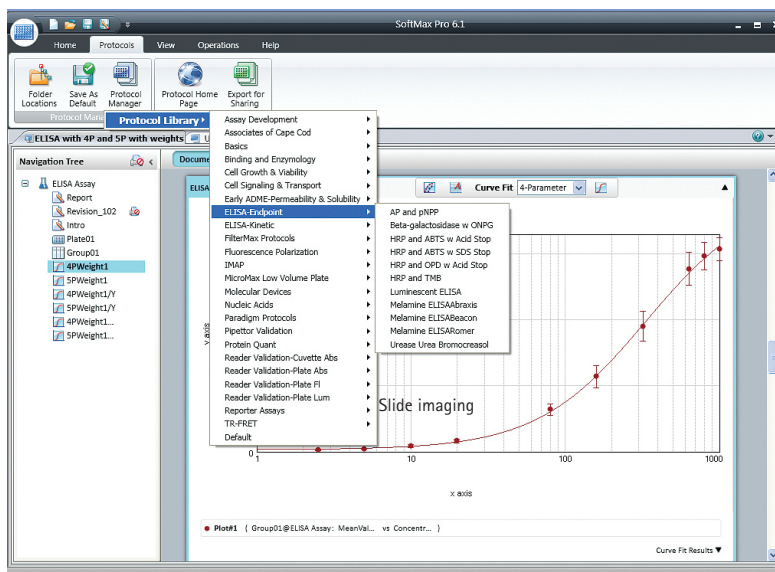 SoftMax Pro 6.1
Home Protocols View Operations Help
Folder Locations
Save As Default
Protocol Manager
Protocol Home Page
Export for Sharing
Protocol Library
ELISA with 4P and 5P with weights
Navigation Tree
ELISA Assay
Report
Revision_102
Intro
Plate01
Group01
4PWeight1
5PWeight1
4PWeight1/Y
5PWeight1/Y
4PWeight1...
5PWeight1...
Assay Development
Associates of Cape Cod
Basics
Binding and Enzymology
Cell Growth & Viability
Cell Signaling & Transport
Early ADME-Permeability & Solubility
ELISA-Endpoint
ELISA-Kinetic
FilterMax Protocols
Fluorescence Polarization
IMAP
MicroMax Low Volume Plate
Molecular Devices
Nucleic Acids
Paradigm Protocols
Pipettor Validation
Protein Quant
Reader Validation-Cuvette Abs
Reader Validation-Plate Abs
Reader Validation-Plate Fl
Reader Validation-Plate Lum
Reporter Assays
TR-FRET
Default
AP and pNPP
Beta-galactosidase w ONPG
HRP and ABTS w Acid Stop
HRP and ABTS w SDS Stop
HRP and OPD w Acid Stop
HRP and TMB
Luminescent ELISA
Melamine ELISAAbraxis
Melamine ELISABeacon
Melamine ELISARomer
Urease Urea Bromocreasol
Curve Fit 4-Parameter
Slide imaging
0
1 10 100 1000
x axis
Plot#1 ( Group01@ELISA Assay: MeanVal... vs Concentr... )
Curve Fit Results